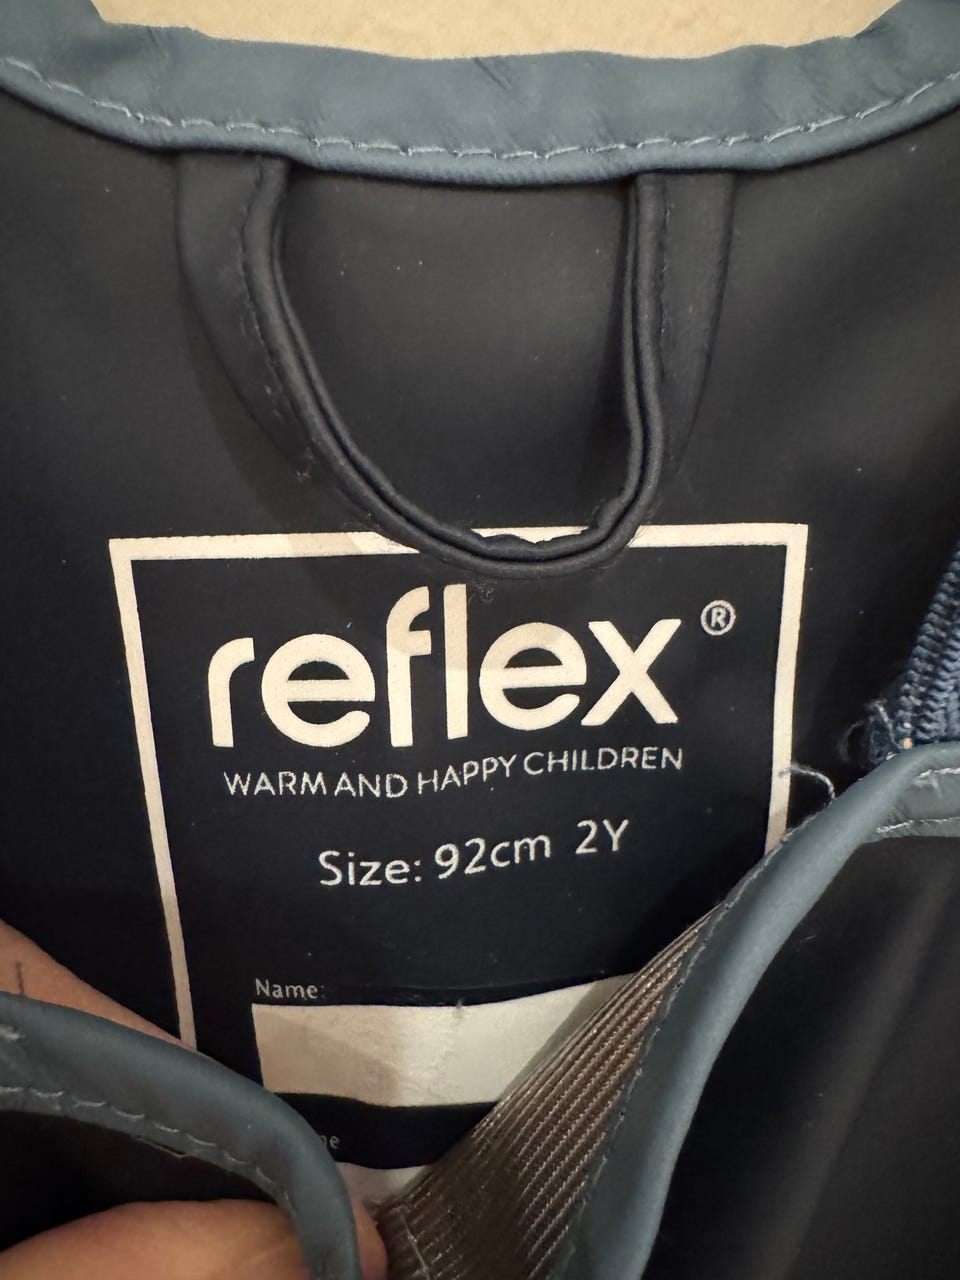 reflex®
WARM AND HAPPY CHILDREN
Size: 92cm 2Y
Name: